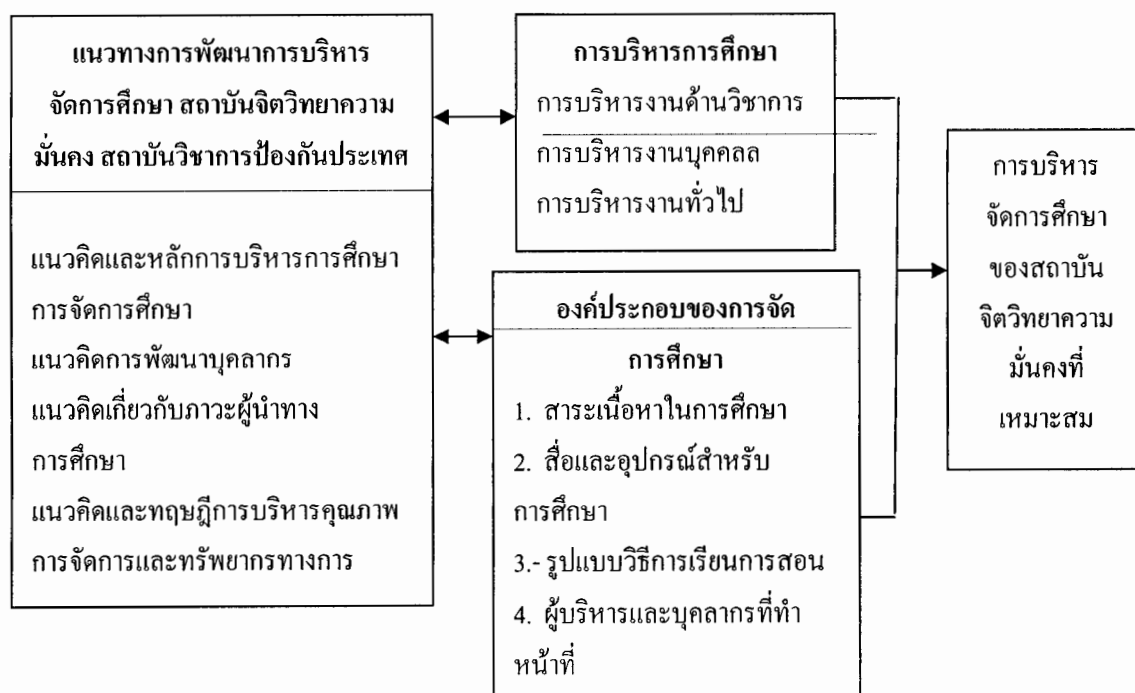 แนวทางการพัฒนาการบริหาร
จัดการศึกษา สถาบันจิตวิทยาความ
มั่นคง สถาบันวิชาการป้องกันประเทศ
แนวคิดและหลักการบริหารการศึกษา
การจัดการศึกษา
แนวคิดการพัฒนาบุคลากร
แนวคิดเกี่ยวกับภาวะผู้นำทาง
การศึกษา
แนวคิดและทฤษฎีการบริหารคุณภาพ
การจัดการและทรัพยากรทางการ
การบริหารการศึกษา
การบริหารงานด้านวิชาการ
การบริหารงานบุคคลล
การบริหารงานทั่วไป
องค์ประกอบของการจัด
การศึกษา
1. สาระเนื้อหาในการศึกษา
2. สื่อและอุปกรณ์สำหรับ
การศึกษา
3.- รูปแบบวิธีการเรียนการสอน
4. ผู้บริหารและบุคลากรที่ทำ
หน้าที่
การบริหาร
จัดการศึกษา
ของสถาบัน
จิตวิทยาความ
มั่นคงที่
เหมาะสม